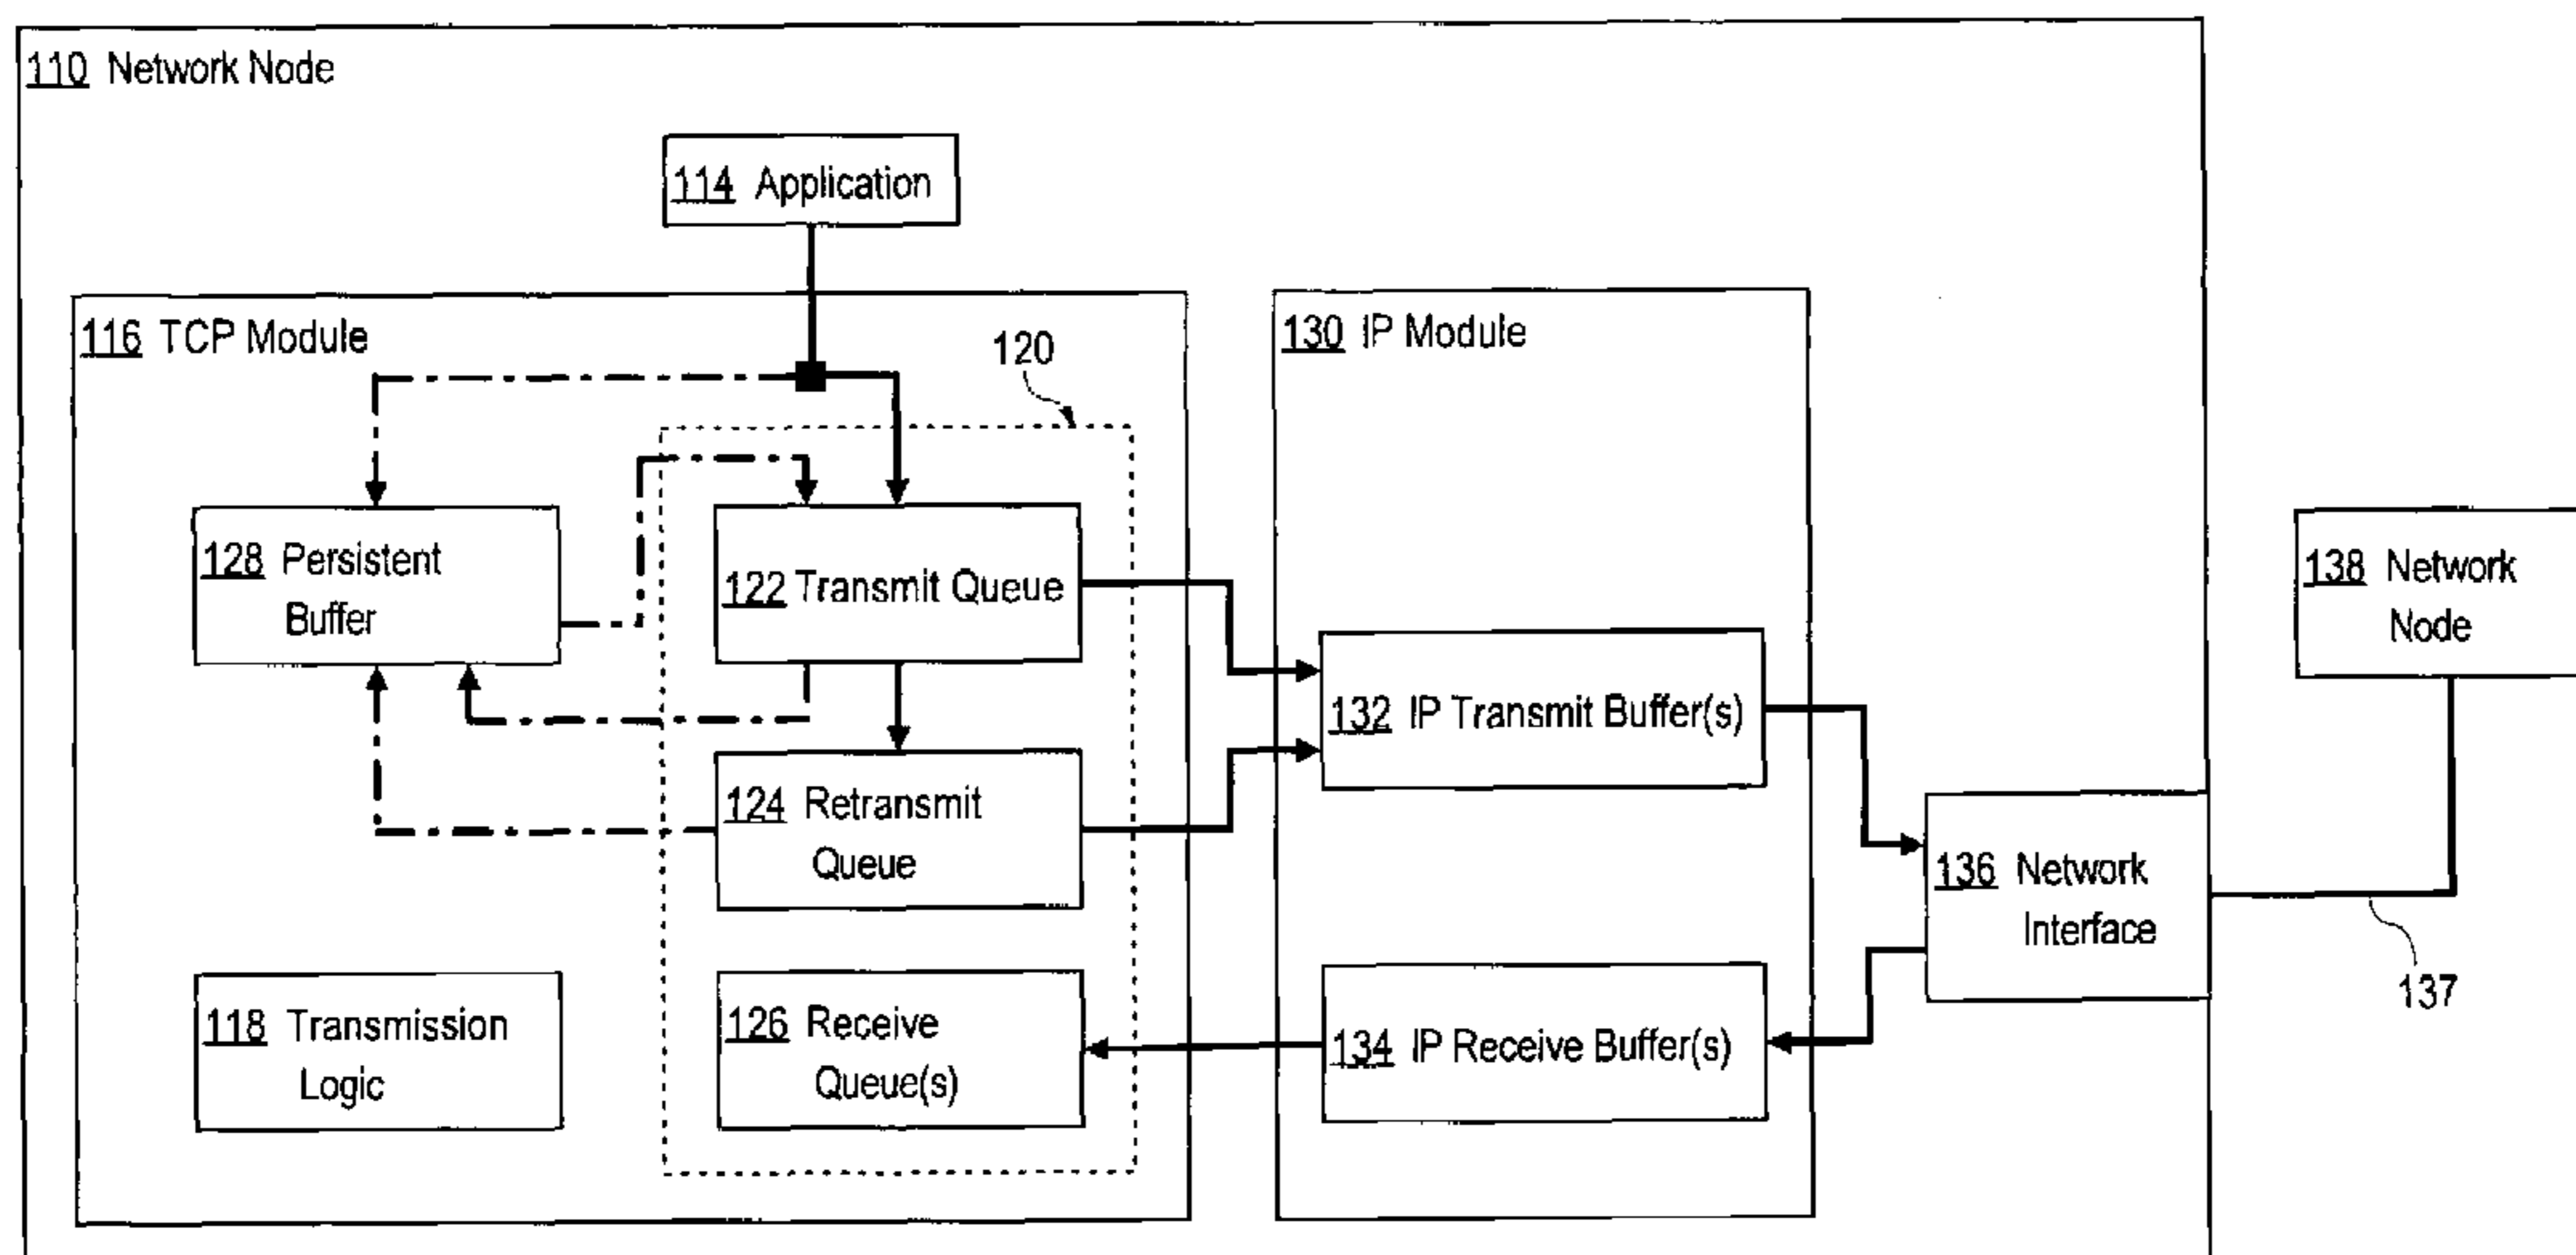 110 Network Node
114 Application
116 TCP Module
120
130 IP Module
128 Persistent
Buffer
122 Transmit Queue
138 Network
Node
132 IP Transmit Buffer(s)
124 Retransmit
Queue
136 Network
Interface
137
118 Transmission
Logic
126 Receive
Queue(s)
134 IP Receive Buffer(s)